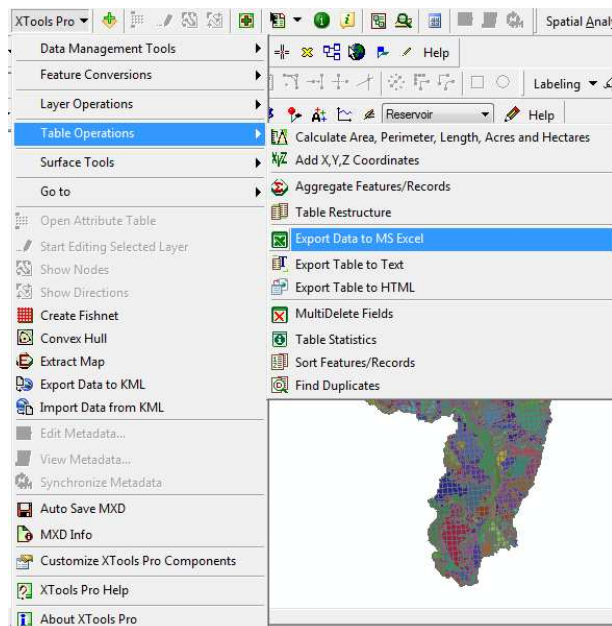 XTools Pro
Spatial Anal
Data Management Tools
Feature Conversions
Layer Operations
Table Operations
Surface Tools
Go to
Open Attribute Table
Start Editing Selected Layer
Show Nodes
Show Directions
Create Fishnet
Convex Hull
Extract Map
Export Data to KML
Import Data from KML
Edit Metadata...
View Metadata...
Synchronize Metadata
Auto Save MXD
MXD Info
Customize XTools Pro Components
XTools Pro Help
About XTools Pro
Help
Labeling
Reservoir
Help
Calculate Area, Perimeter, Length, Acres and Hectares
Add X,Y,Z Coordinates
Aggregate Features/Records
Table Restructure
Export Data to MS Excel
Export Table to Text
Export Table to HTML
MultiDelete Fields
Table Statistics
Sort Features/Records
Find Duplicates